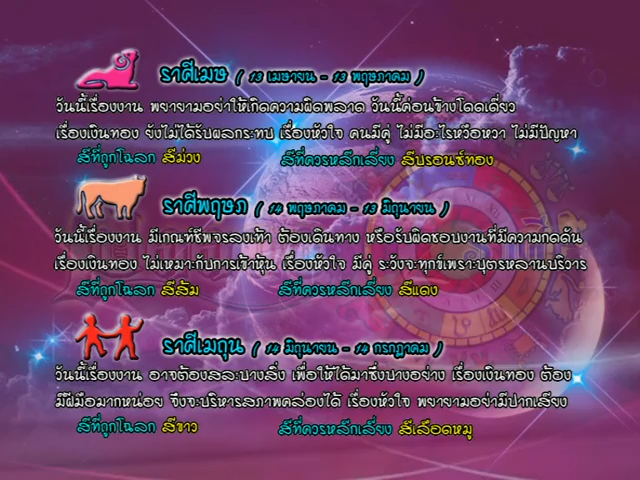 ราศีเมษ ( 13 เมษายน - 13 พฤษภาคม )
วันนี้เรื่องงาน พยายามอย่าให้เกิดความผิดพลาด วันนี้ค่อนข้างโดดเดี่ยว
เรื่องเงินทอง ยังไม่ได้รับผลกระทบ เรื่องหัวใจ คนมีคู่ ไม่มีอะไรหวือหวา ไม่มีปัญหา
สีที่ถูกโฉลก สีม่วง สีที่ควรหลีกเลี่ยง สีบรอนซ์ทอง
ราศีพฤษภ ( 14 พฤษภาคม - 13 มิถุนายน )
วันนี้เรื่องงาน มีเกณฑ์ชีพจรลงเท้า ต้องเดินทาง หรือรับผิดชอบงานที่มีความกดดัน
เรื่องเงินทอง ไม่เหมาะกับการเข้าหุ้น เรื่องหัวใจ มีคู่ ระวังจะทุกข์เพราะบุตรหลานบริวาร
สีที่ถูกโฉลก สีส้ม สีที่ควรหลีกเลี่ยง สีแดง
ราศีเมถุน ( 14 มิถุนายน - 14 กรกฎาคม )
วันนี้เรื่องงาน อาจต้องสละบางสิ่ง เพื่อให้ได้มาซึ่งบางอย่าง เรื่องเงินทอง ต้อง
มีฝีมือมากหน่อย จึงจะบริหารสภาพคล่องได้ เรื่องหัวใจ พยายามอย่ามีปากเสียง
สีที่ถูกโฉลก สีขาว สีที่ควรหลีกเลี่ยง สีเลือดหมู